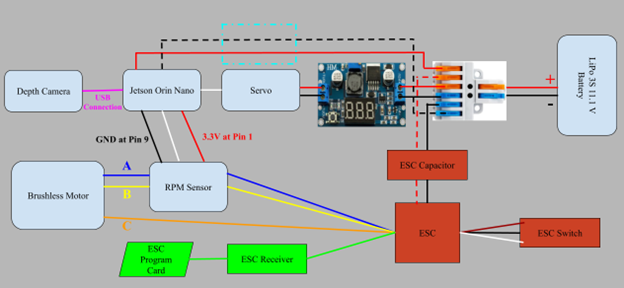 HM
LiPo 3S 11.1 V
Battery
+
-
Depth Camera
USB
Connection
Jetson Orin Nano
Servo
GND at Pin 9
3.3V at Pin 1
ESC Capacitor
A
B
C
Brushless Motor
RPM Sensor
ESC
ESC Switch
ESC
Program
Card
ESC Receiver